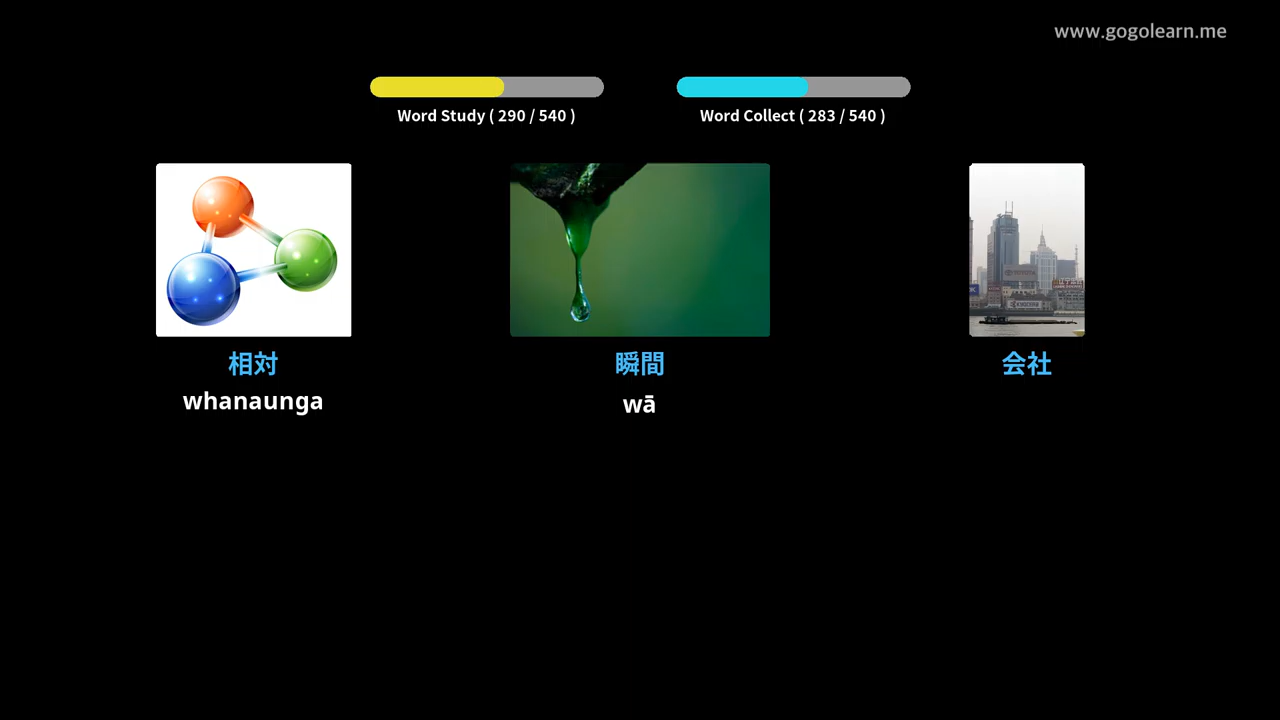 www.gogolearn.me
Word Study ( 290 / 540 )
Word Collect ( 283 / 540 )
TOYOTA
相対
瞬間
会社
whanaunga
wā